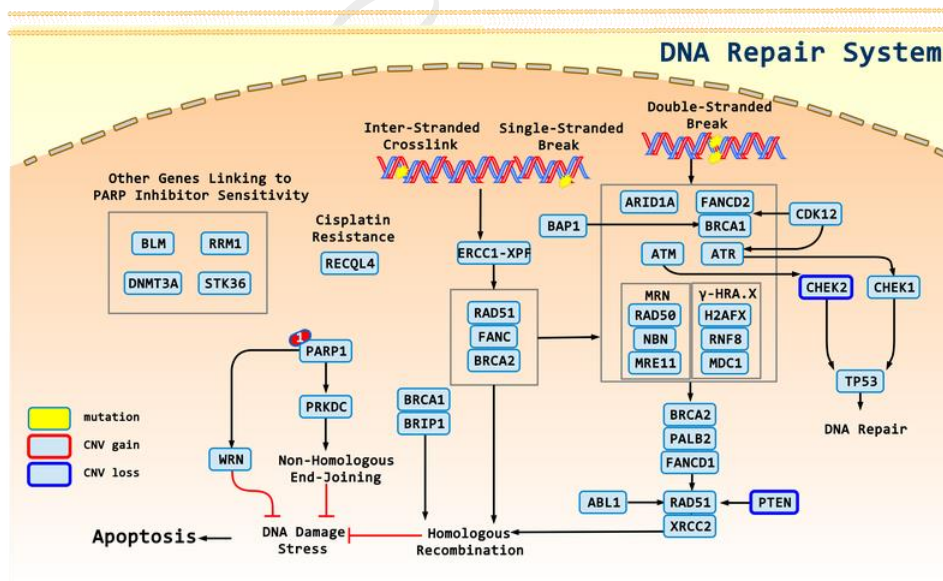 DNA Repair System
Double-Stranded
Break
Inter-Stranded
Crosslink
Single-Stranded
Break
Other Genes Linking to
PARP Inhibitor Sensitivity
BLM
RRM1
DNMT3A
STK36
Cisplatin
Resistance
RECQL4
ERCC1-XPF
RAD51
FANC
BRCA2
BAP1
ARID1A
FANCD2
BRCA1
CDK12
ATM
ATR
CHEK2
CHEK1
MRN
RAD50
NBN
MRE11
γ-HRA.X
H2AFX
RNF8
MDC1
TP53
DNA Repair
1
PARP1
PRKDC
WRN
Non-Homologous
End-Joining
BRCA1
BRIP1
BRCA2
PALB2
FANCD1
ABL1
RAD51
PTEN
XRCC2
mutation
CNV gain
CNV loss
Apoptosis
DNA Damage
Stress
Homologous
Recombination